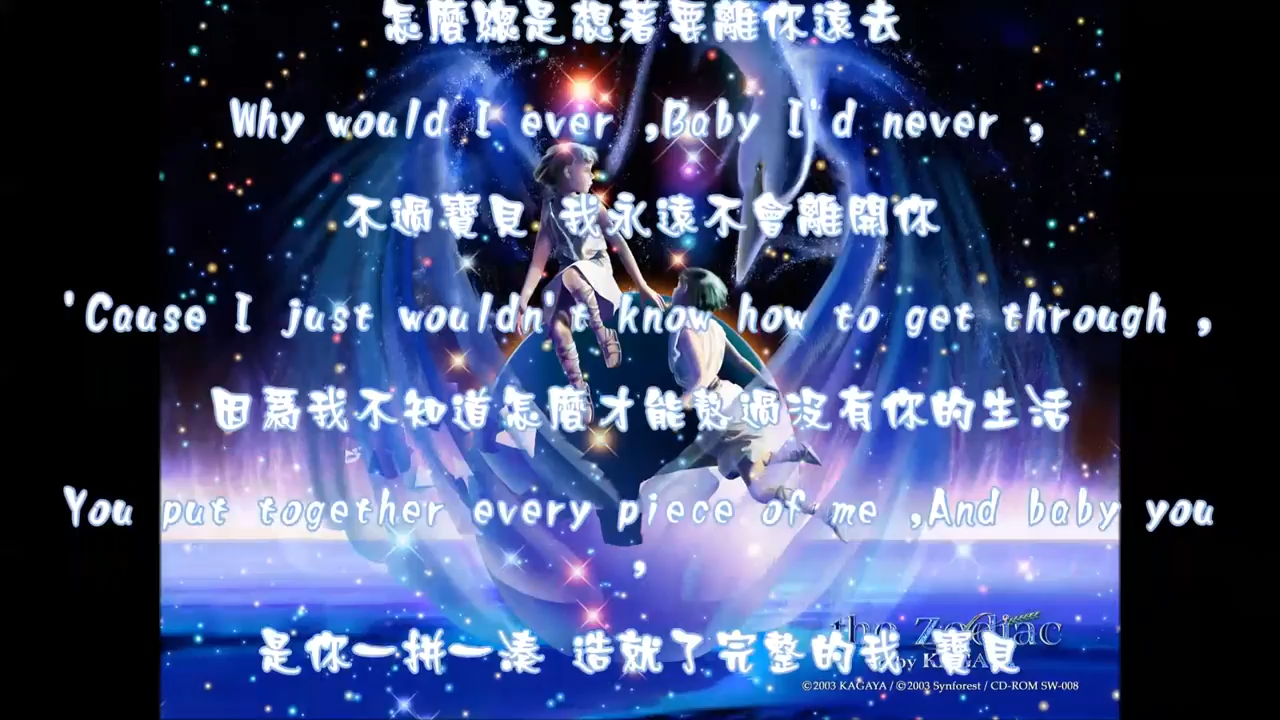 怎麼總是想著要離你遠去
Why would I ever ,Baby I'd never ,
不過寶貝 我永遠不會離開你
'Cause I just wouldn't know how to get through ,
因為我不知道怎麼才能熬過沒有你的生活
You put together every piece of me ,And baby you
,
是你一拼一湊 造就了完整的我 寶貝
the Zodiac
by KAGAYA
©2003 KAGAYA / ©2003 Synforest / CD-ROM SW-008